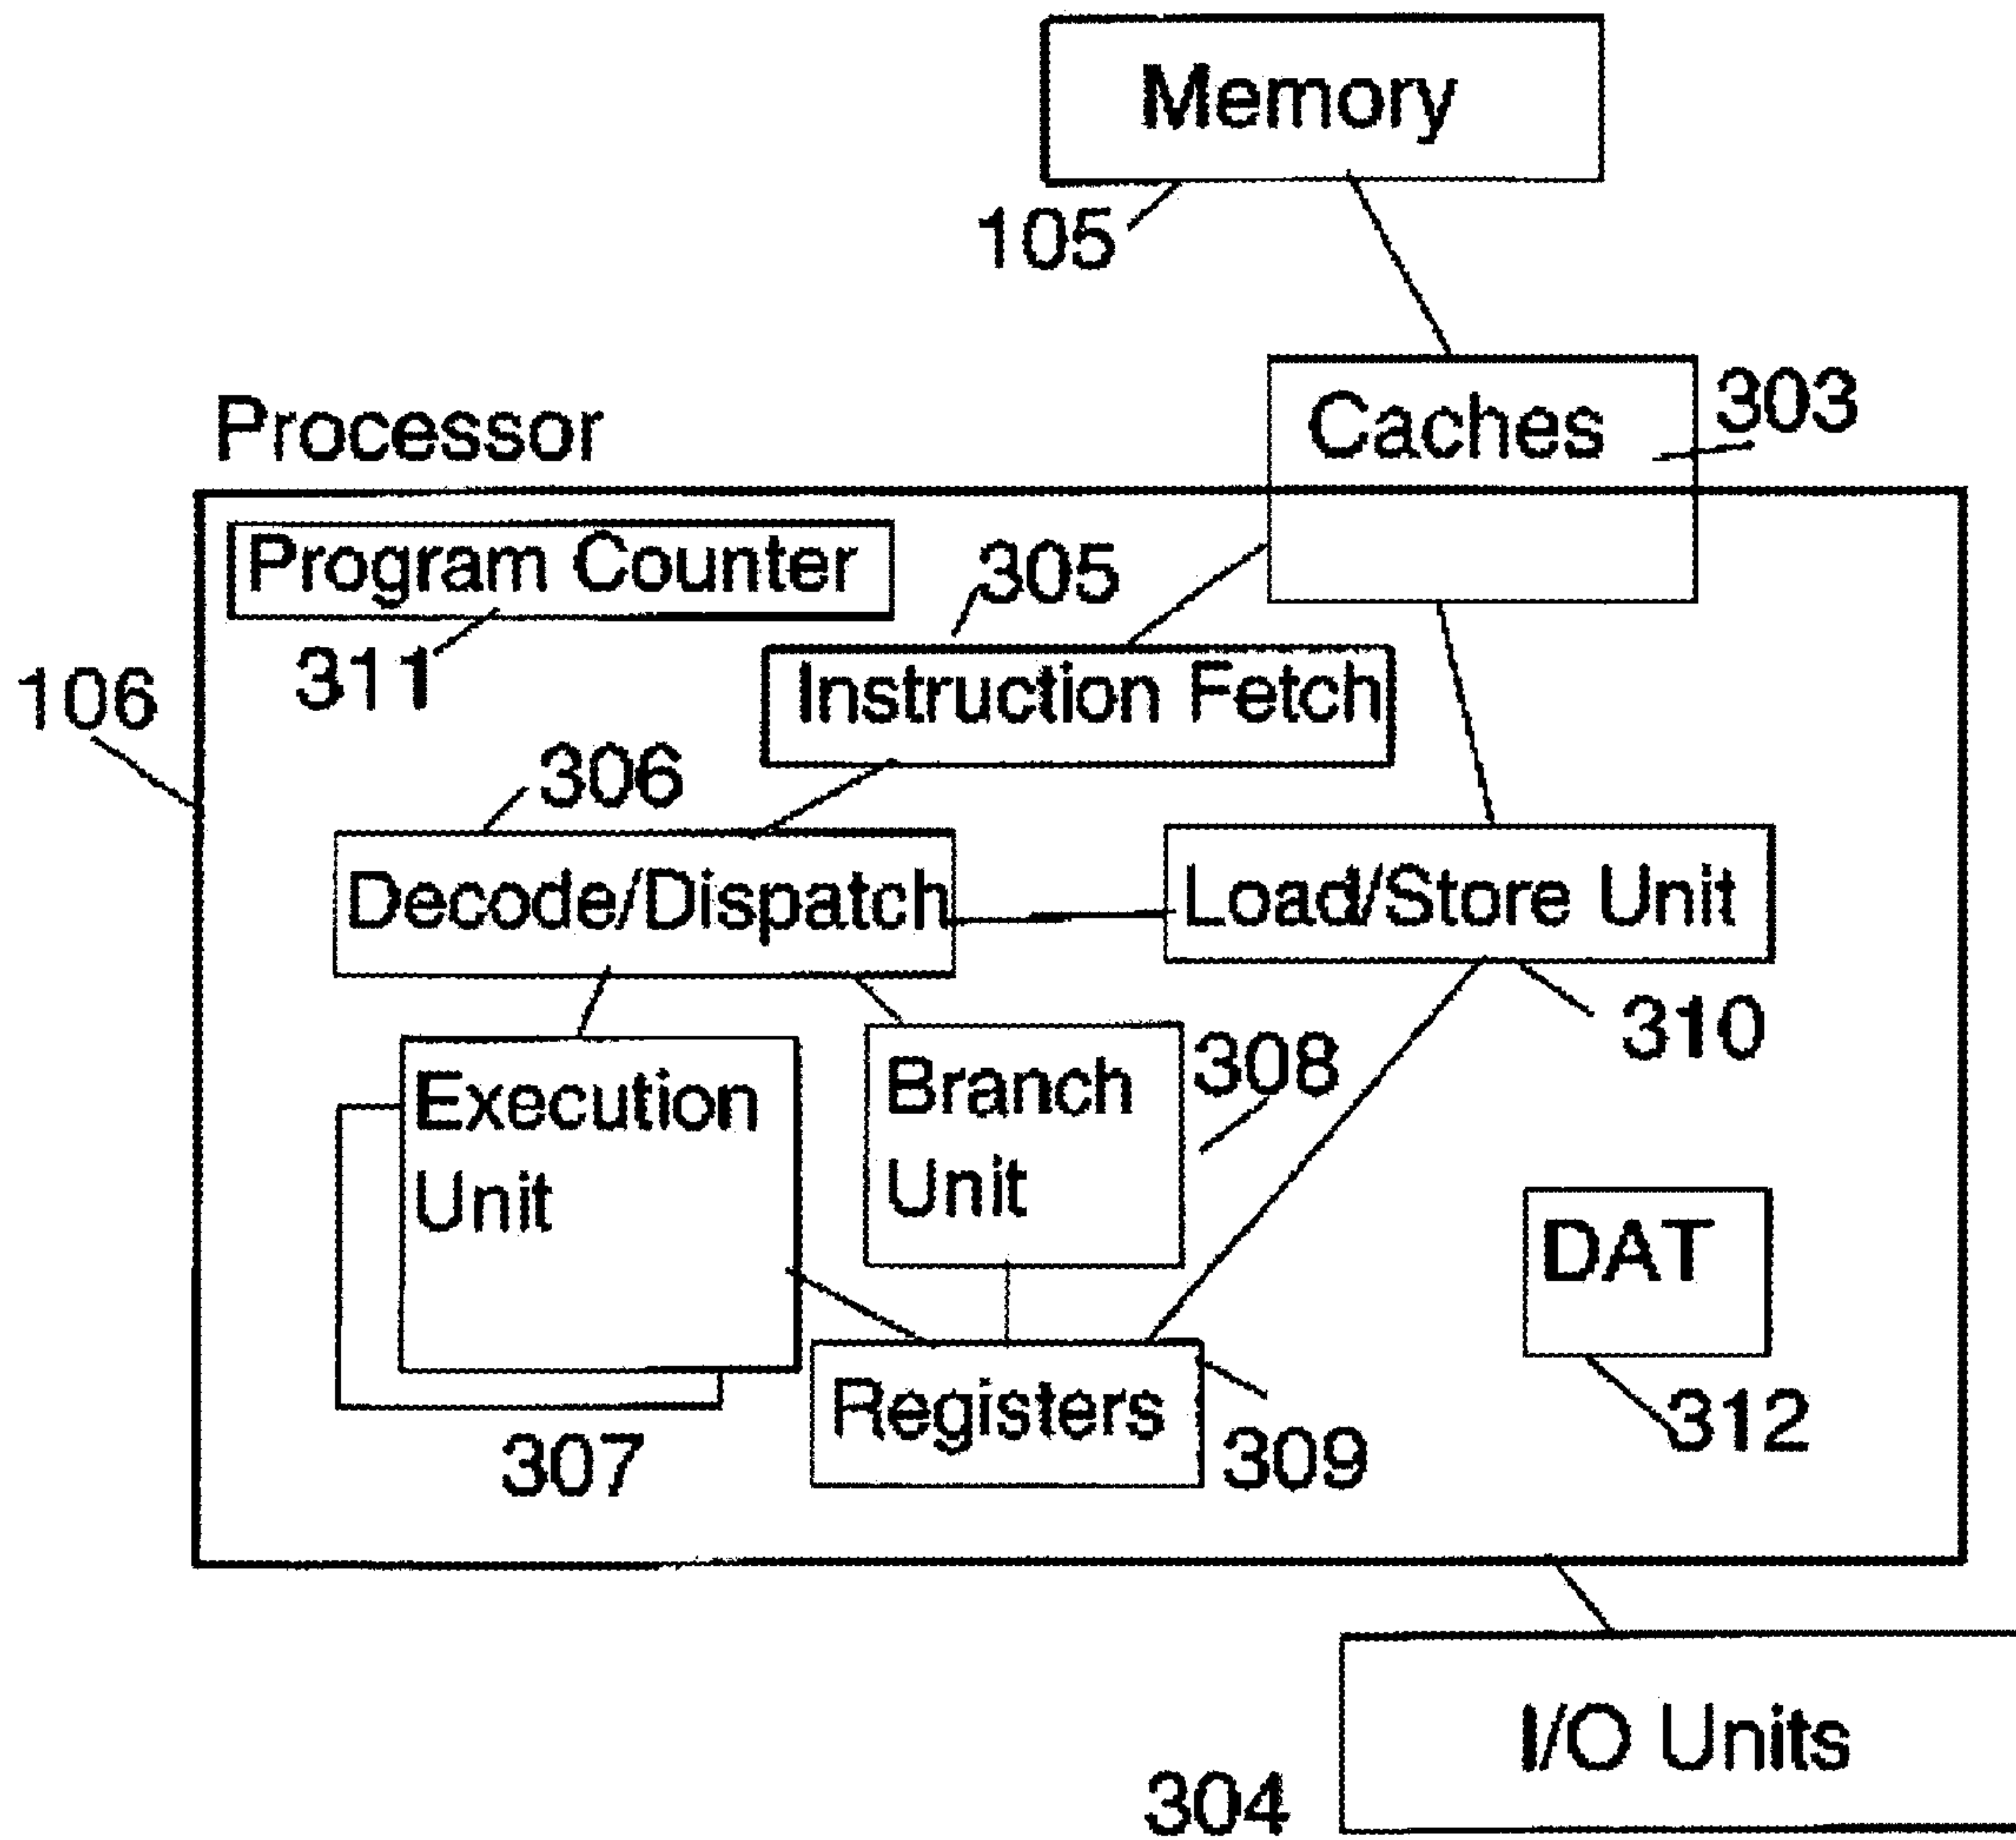 Memory
105
Caches
303
Processor
Program Counter
305
311
Instruction Fetch
106
306
Decode/Dispatch
Load/Store Unit
310
Execution
Unit
Branch
Unit
308
DAT
Registers
312
307
309
I/O Units
304